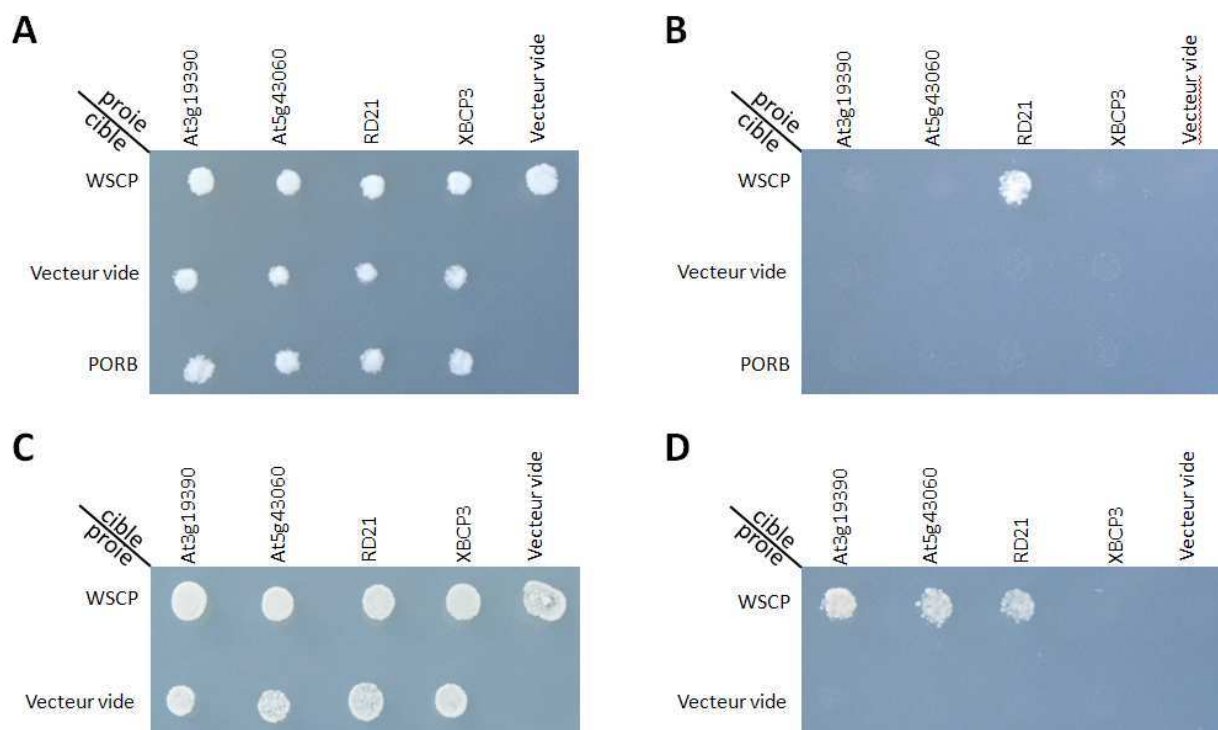 A
proie
cible
At3g19390
At5g43060
RD21
XBCP3
Vecteur vide
WSCP
Vecteur vide
PORB
B
proie
cible
At3g19390
At5g43060
RD21
XBCP3
Vecteur vide
WSCP
Vecteur vide
PORB
C
cible
proie
At3g19390
At5g43060
RD21
XBCP3
Vecteur vide
WSCP
Vecteur vide
D
cible
proie
At3g19390
At5g43060
RD21
XBCP3
Vecteur vide
WSCP
Vecteur vide